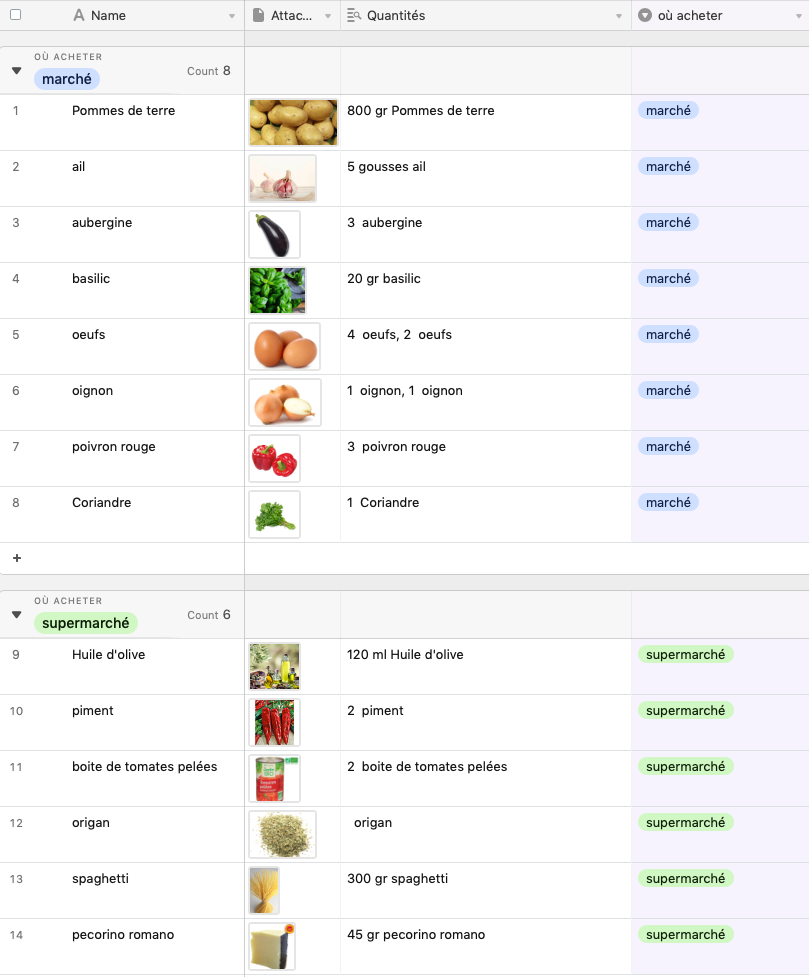 Name Attac... Quantités où acheter
OÙ ACHETER
marché Count 8
1 Pommes de terre 800 gr Pommes de terre marché
2 ail 5 gousses ail marché
3 aubergine 3 aubergine marché
4 basilic 20 gr basilic marché
5 oeufs 4 oeufs, 2 oeufs marché
6 oignon 1 oignon, 1 oignon marché
7 poivron rouge 3 poivron rouge marché
8 Coriandre 1 Coriandre marché
+
OÙ ACHETER
supermarché Count 6
9 Huile d'olive 120 ml Huile d'olive supermarché
10 piment 2 piment supermarché
11 boite de tomates pelées 2 boite de tomates pelées supermarché
12 origan origan supermarché
13 spaghetti 300 gr spaghetti supermarché
14 pecorino romano 45 gr pecorino romano supermarché